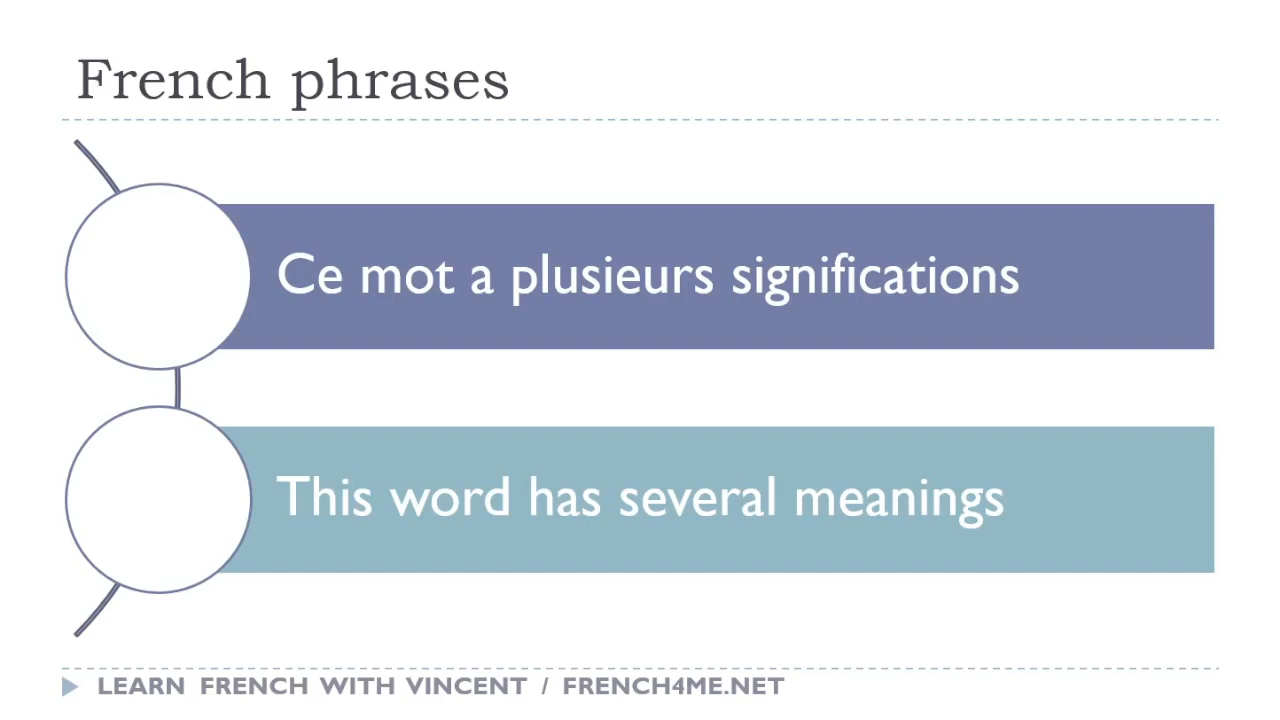 French phrases
Ce mot a plusieurs significations
This word has several meanings
LEARN FRENCH WITH VINCENT / FRENCH4ME.NET